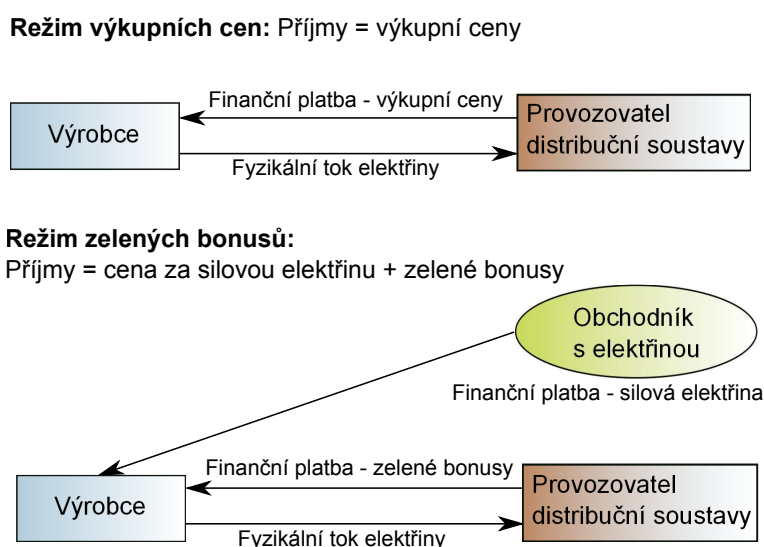 Režim výkupních cen: Příjmy = výkupní ceny
Finanční platba - výkupní ceny
Výrobce
Provozovatel
distribuční soustavy
Fyzikální tok elektřiny
Režim zelených bonusů:
Příjmy = cena za silovou elektřinu + zelené bonusy
Obchodník
s elektřinou
Finanční platba - silová elektřina
Finanční platba - zelené bonusy
Výrobce
Provozovatel
distribuční soustavy
Fyzikální tok elektřiny